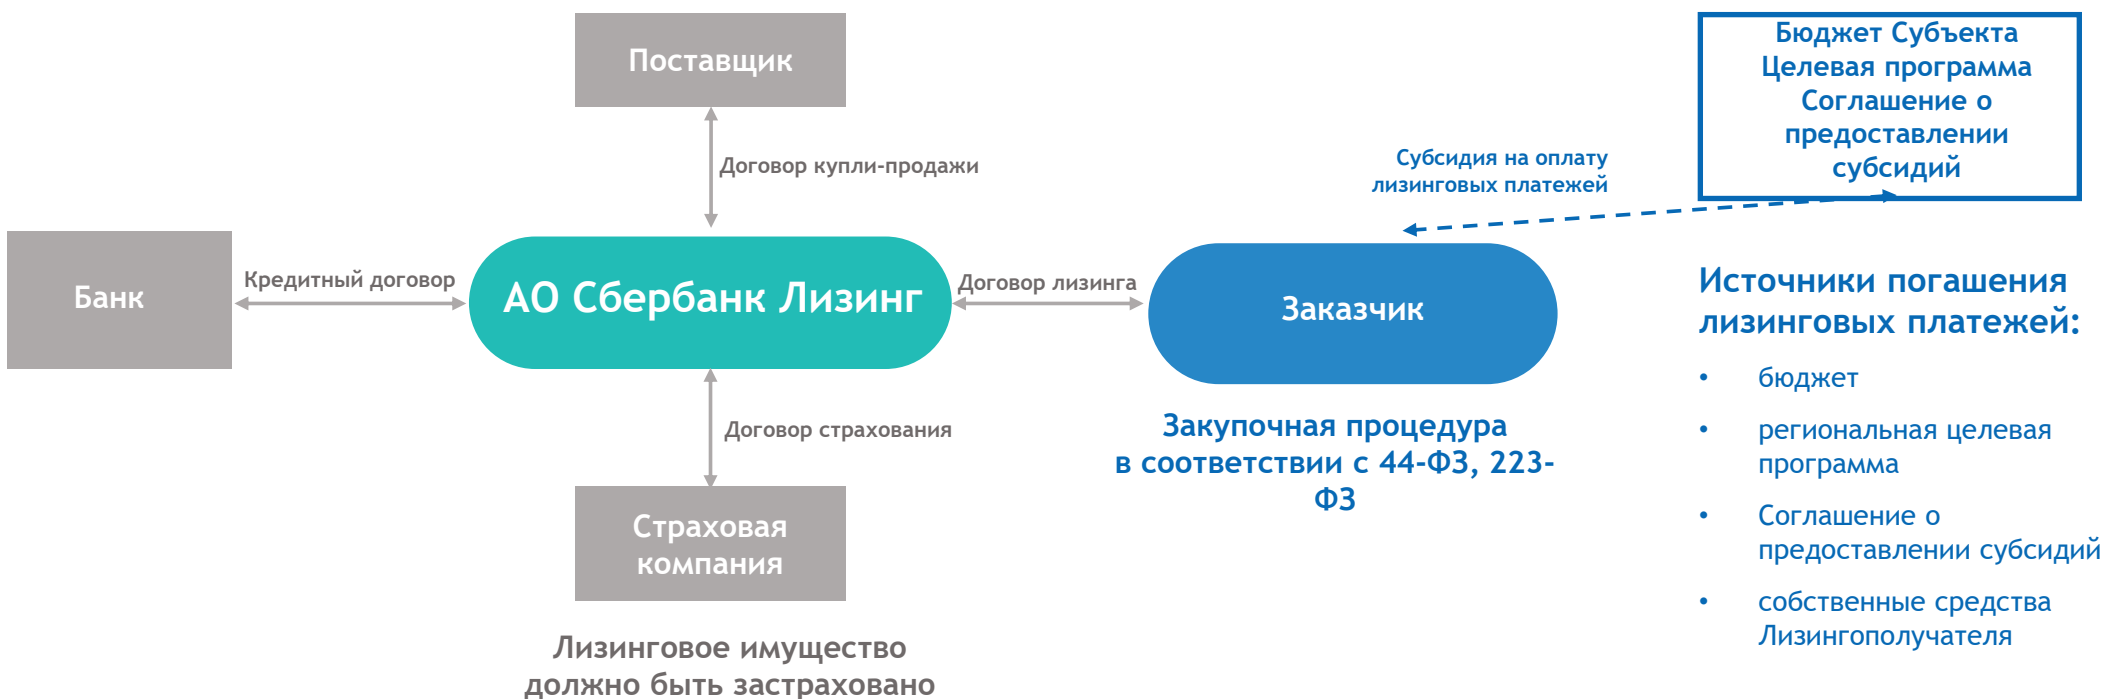 Поставщик
Бюджет Субъекта
Целевая программа
Соглашение о
предоставлении
субсидий
Договор купли-продажи
Субсидия на оплату
лизинговых платежей
Банк
Кредитный договор
АО Сбербанк Лизинг
Договор лизинга
Заказчик
Источники погашения
лизинговых платежей:
• бюджет
• региональная целевая
программа
• Соглашение о
предоставлении субсидий
• собственные средства
Лизингополучателя
Договор страхования
Закупочная процедура
в соответствии с 44-ФЗ, 223-
ФЗ
Страховая
компания
Лизинговое имущество
должно быть застраховано